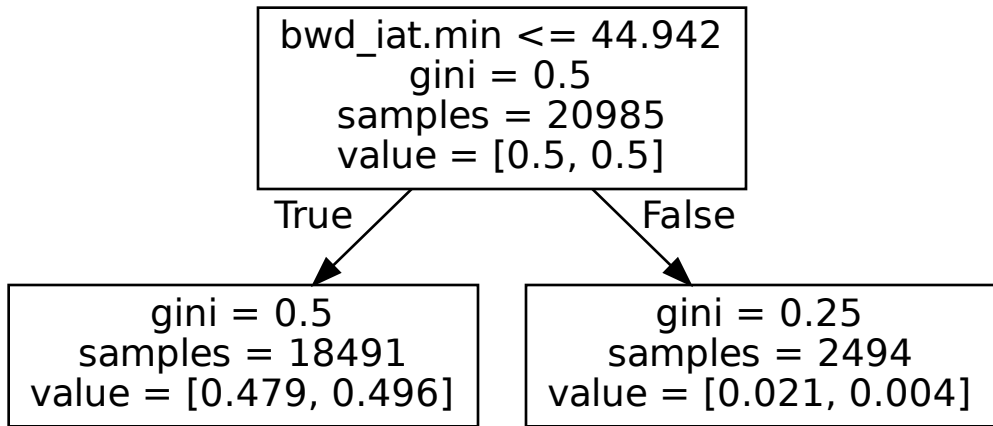 bwd_iat.min <= 44.942
gini = 0.5
samples = 20985
value = [0.5, 0.5]
True
False
gini = 0.5
samples = 18491
value = [0.479, 0.496]
gini = 0.25
samples = 2494
value = [0.021, 0.004]